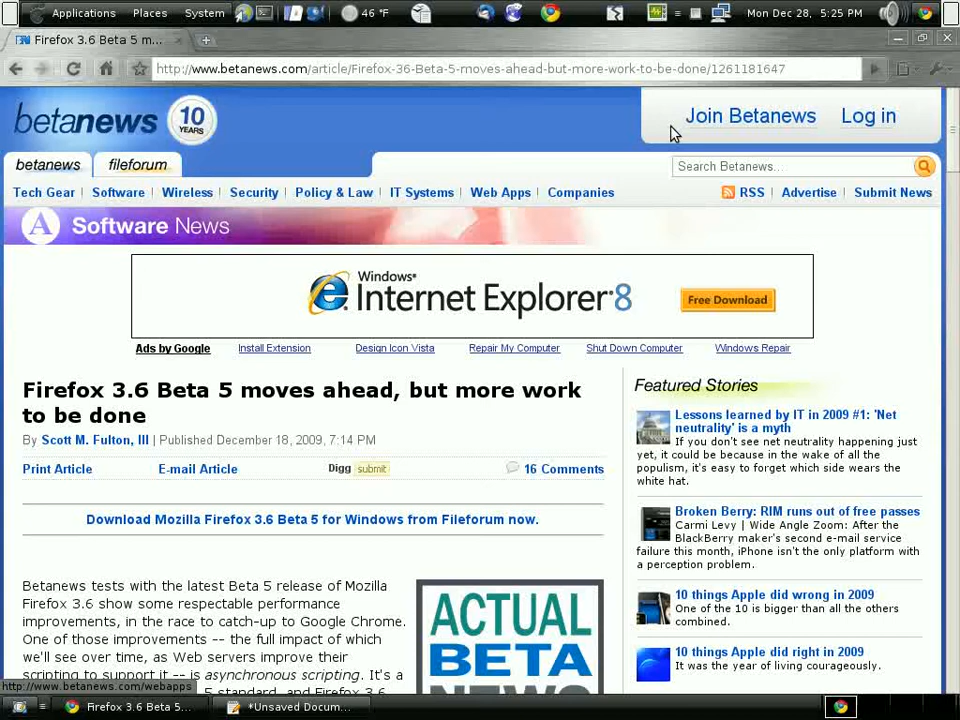 Applications Places System 46 °F Mon Dec 28, 5:25 PM
Firefox 3.6 Beta 5 m...
http://www.betanews.com/article/Firefox-36-Beta-5-moves-ahead-but-more-work-to-be-done/1261181647
betanews 10 YEARS
Join Betanews Log in
betanews fileforum
Search Betanews...
Tech Gear Software Wireless Security Policy & Law IT Systems Web Apps Companies
RSS Advertise Submit News
A Software News
Windows®
Internet Explorer 8
Free Download
Ads by Google Install Extension Design Icon Vista Repair My Computer Shut Down Computer Windows Repair
Firefox 3.6 Beta 5 moves ahead, but more work
to be done
By Scott M. Fulton, III | Published December 18, 2009, 7:14 PM
Print Article E-mail Article Digg submit 16 Comments
Download Mozilla Firefox 3.6 Beta 5 for Windows from Fileforum now.
Betanews tests with the latest Beta 5 release of Mozilla
Firefox 3.6 show some respectable performance
improvements, in the race to catch-up to Google Chrome.
One of those improvements -- the full impact of which
we'll see over time, as Web servers improve their
scripting to support it -- is asynchronous scripting. It's a
5 standard, and Firefox 3.6
ACTUAL
BETA
NEWS
Featured Stories
Lessons learned by IT in 2009 #1: 'Net
neutrality' is a myth
If you don't see net neutrality happening just
yet, it could be because in the wake of all the
populism, it's easy to forget which side wears the
white hat.
Broken Berry: RIM runs out of free passes
Carmi Levy | Wide Angle Zoom: After the
BlackBerry maker's second e-mail service
failure this month, iPhone isn't the only platform with
a perception problem.
10 things Apple did wrong in 2009
One of the 10 is bigger than all the others
combined.
10 things Apple did right in 2009
It was the year of living courageously.
http://www.betanews.com/webapps
Firefox 3.6 Beta 5... *Unsaved Docum...